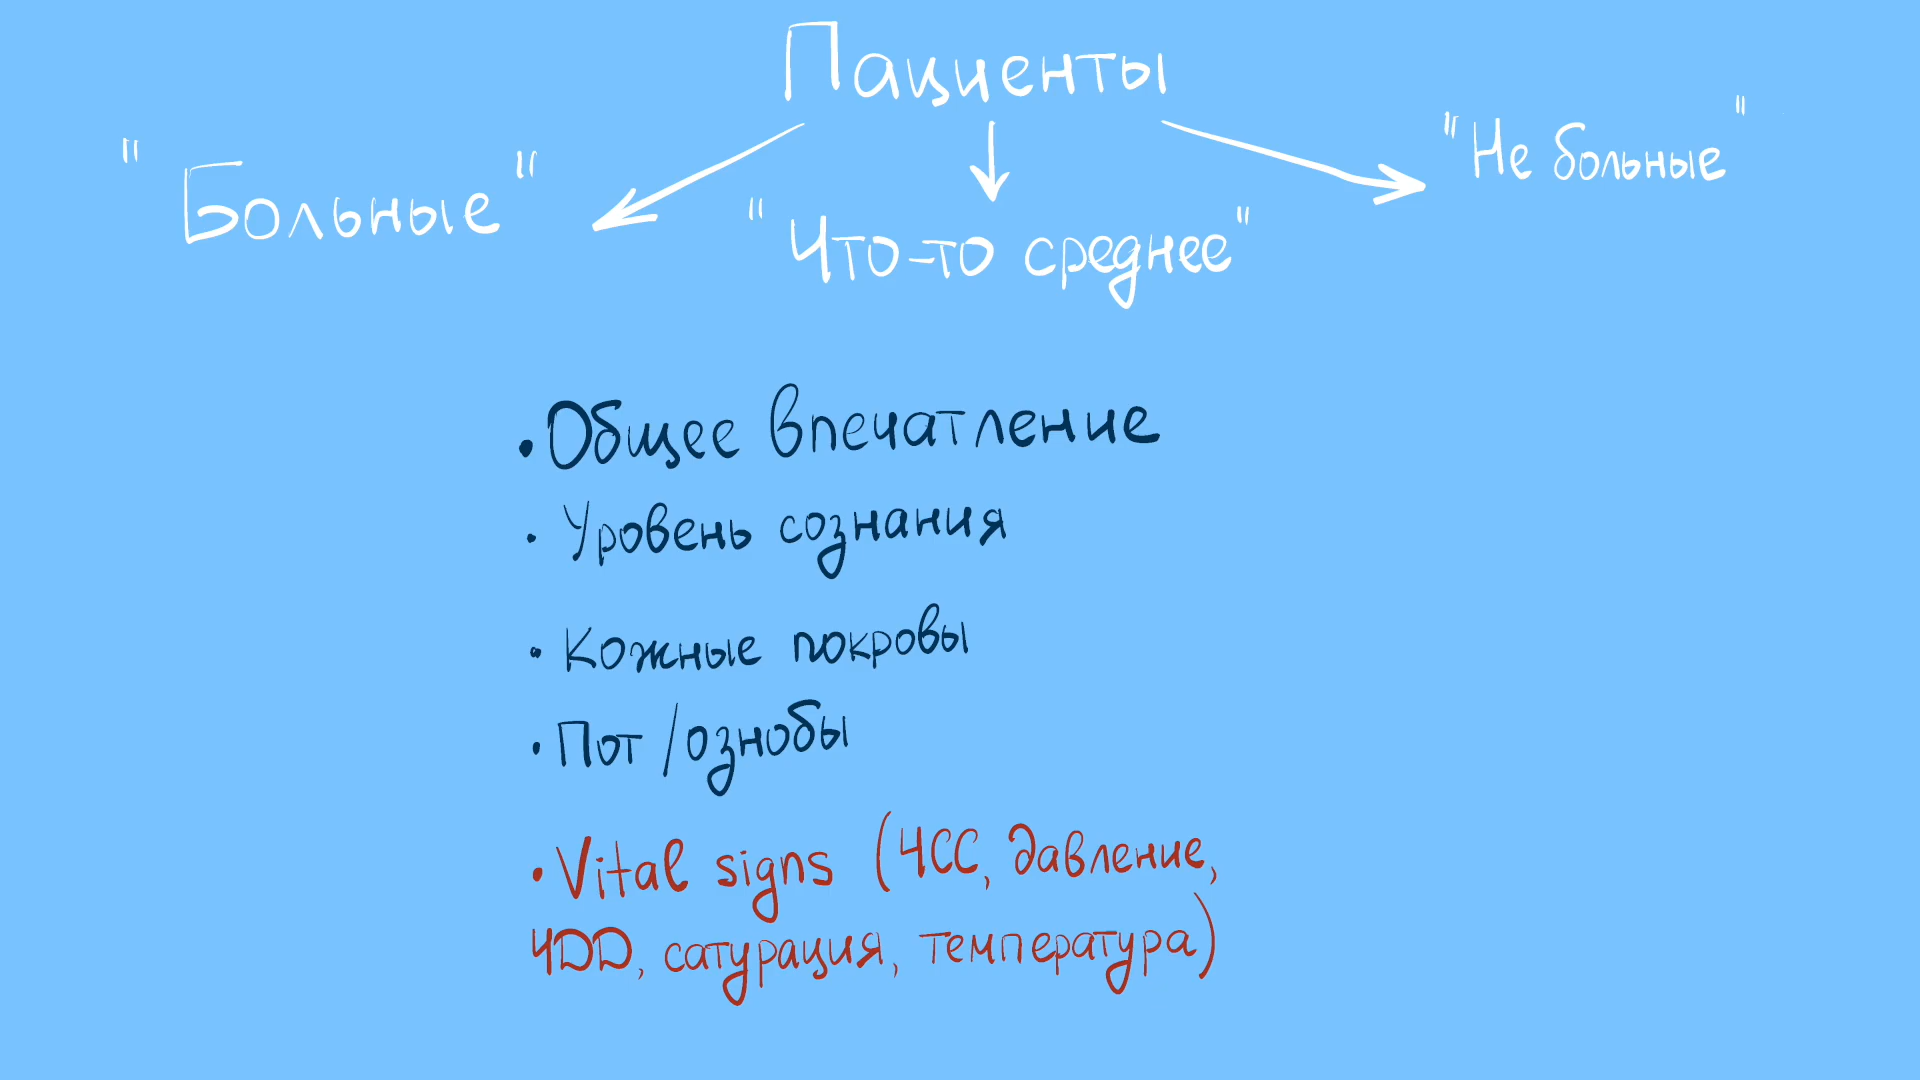 Пациенты
"Больные"
"Что-то среднее"
"Не больные"
• Общее впечатление
• Уровень сознания
• Кожные покровы
• Пот/ознобы
• Vital signs (ЧСС, давление,
ЧDD, сатурация, температура)